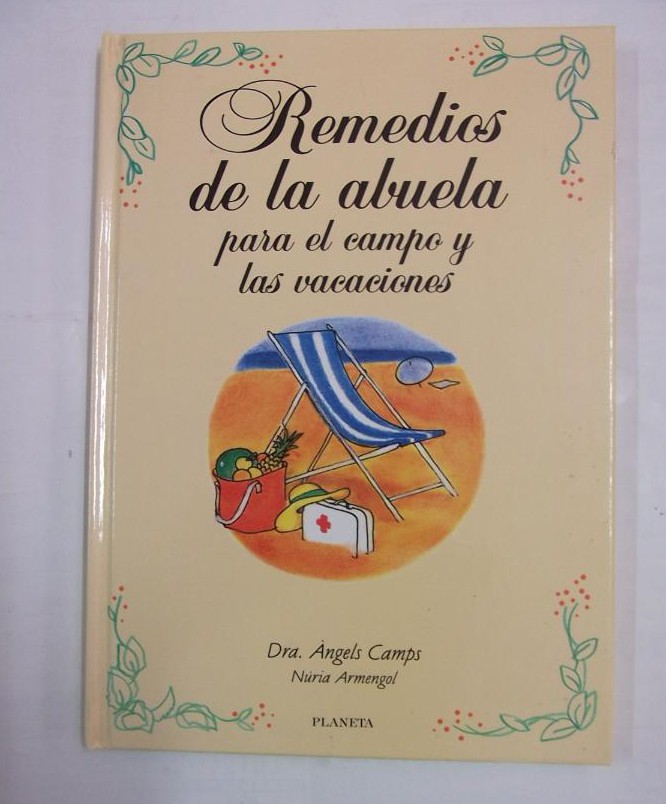 Remedios
de la abuela
para el campo y
las vacaciones
Dra. Àngels Camps
Núria Armengol
PLANETA